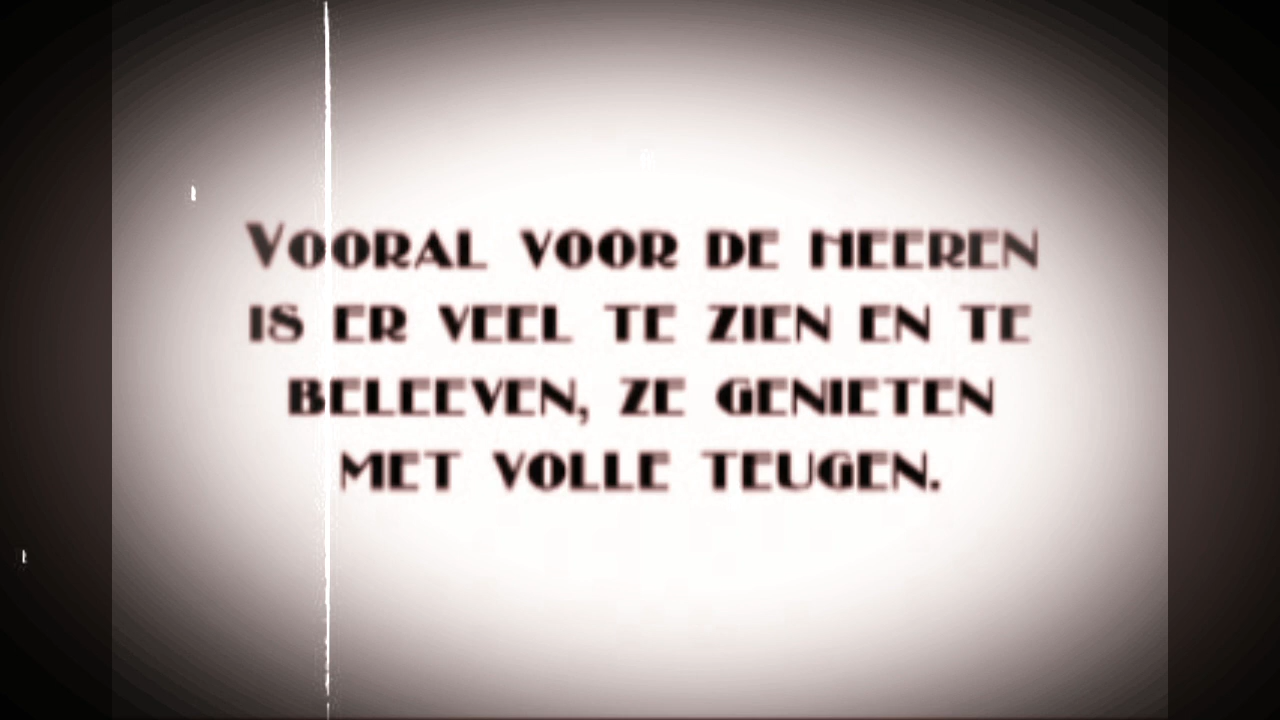 Vooral voor de heeren
is er veel te zien en te
beleeven, ze genieten
met volle teugen.